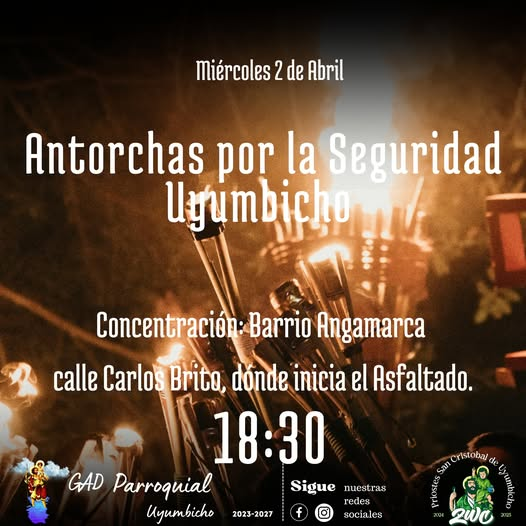 Miércoles 2 de Abril
Antorchas por la Seguridad
Uyumbicho
Concentración: Barrio Angamarca
calle Carlos Brito, dónde inicia el Asfaltado.
18:30
GAD Parroquial
Uyumbicho
2023-2027
Sigue nuestras
redes
sociales
Priostes San Cristobal de Uyumbicho
2024
2025